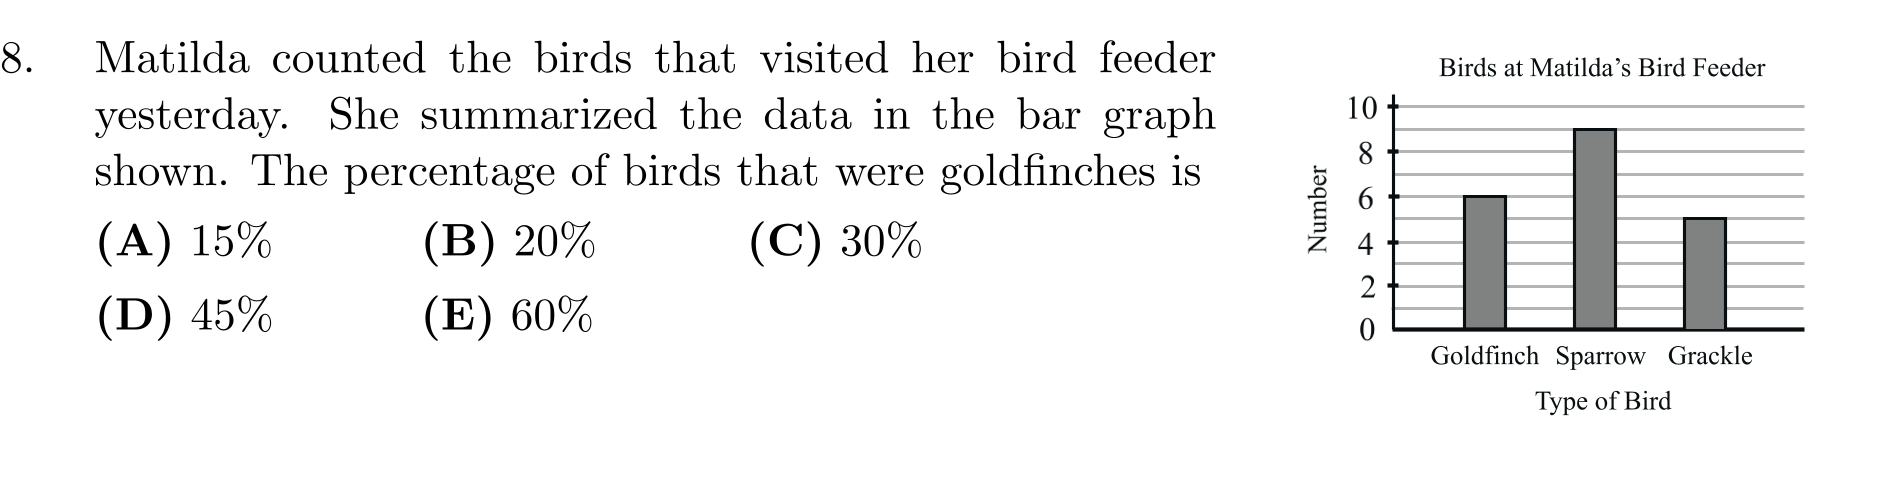 8. Matilda counted the birds that visited her bird feeder
yesterday. She summarized the data in the bar graph
shown. The percentage of birds that were goldfinches is
(A) 15% (B) 20% (C) 30%
(D) 45% (E) 60%
Birds at Matilda’s Bird Feeder
Number
10
8
6
4
2
0
Goldfinch Sparrow Grackle
Type of Bird